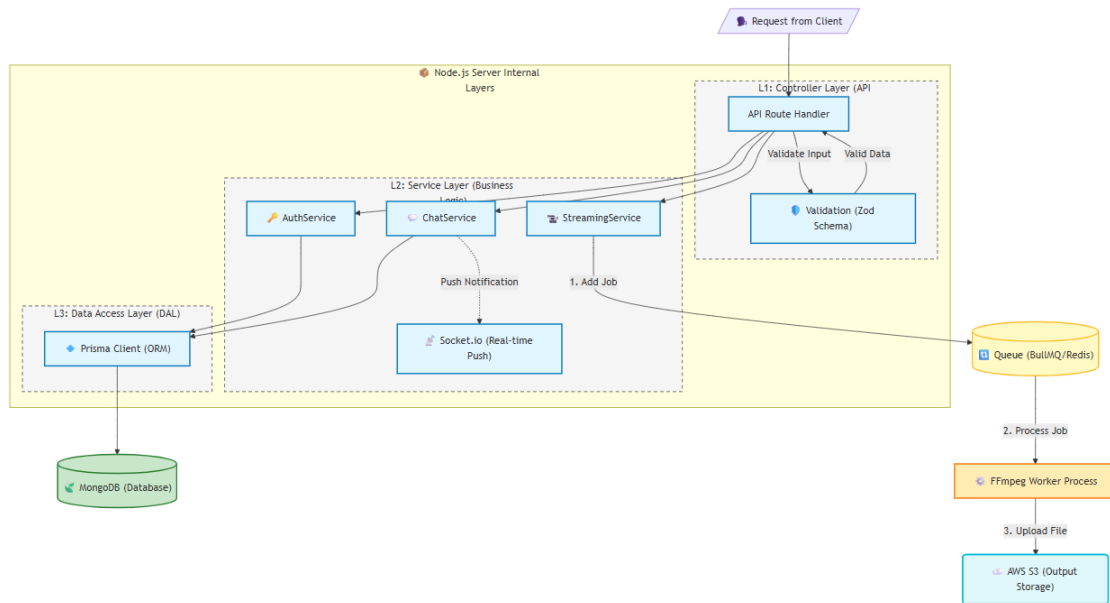 Request from Client
Node.js Server Internal
Layers
L1: Controller Layer (API
API Route Handler
Validate Input
Valid Data
Validation (Zod
Schema)
L2: Service Layer (Business
Logic)
AuthService
ChatService
StreamingService
Push Notification
1. Add Job
Socket.io (Real-time
Push)
L3: Data Access Layer (DAL)
Prisma Client (ORM)
MongoDB (Database)
Queue (BullMQ/Redis)
2. Process Job
FFmpeg Worker Process
3. Upload File
AWS S3 (Output
Storage)